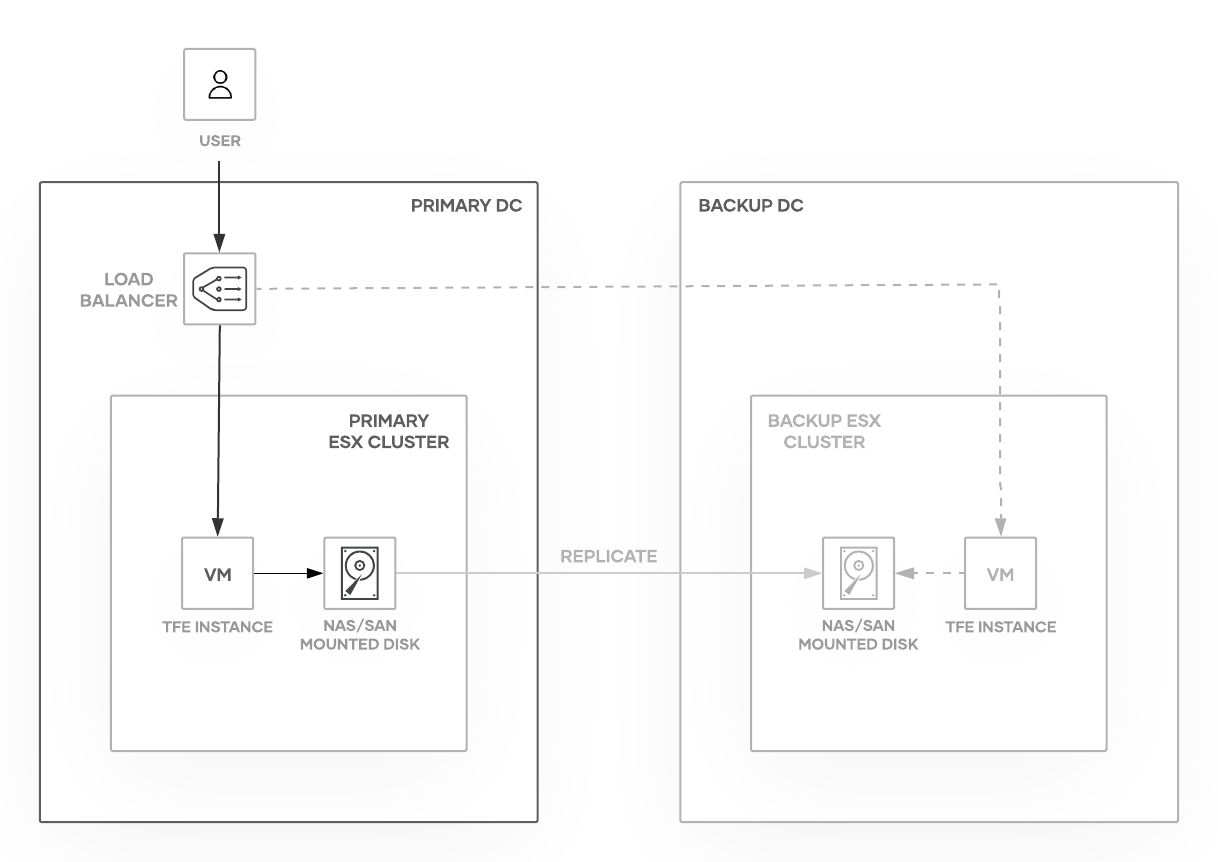 USER
PRIMARY DC
BACKUP DC
LOAD
BALANCER
PRIMARY
ESX CLUSTER
BACKUP ESX
CLUSTER
REPLICATE
VM
TFE INSTANCE
NAS/SAN
MOUNTED DISK
NAS/SAN
MOUNTED DISK
VM
TFE INSTANCE